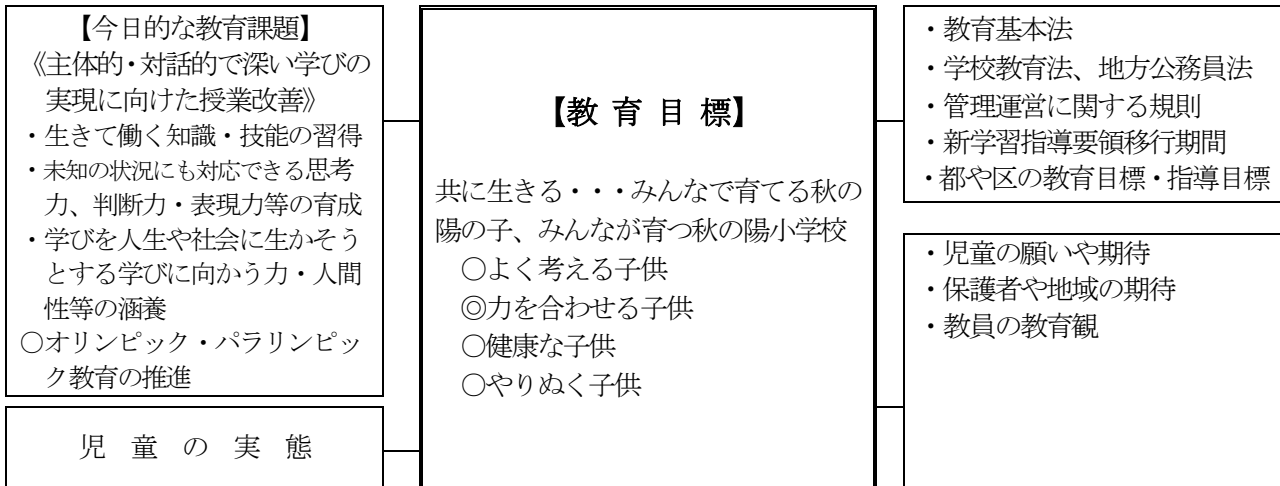 【今日的な教育課題】
《主体的・対話的で深い学びの
実現に向けた授業改善》
・生きて働く知識・技能の習得
・未知の状況にも対応できる思考
力、判断力・表現力等の育成
・学びを人生や社会に生かそう
とする学びに向かう力・人間
性等の涵養
○オリンピック・パラリンピッ
ク教育の推進
児 童 の 実 態
【教 育 目 標】
共に生きる・・・みんなで育てる秋の
陽の子、みんなが育つ秋の陽小学校
○よく考える子供
◎力を合わせる子供
○健康な子供
○やりぬく子供
・教育基本法
・学校教育法、地方公務員法
・管理運営に関する規則
・新学習指導要領移行期間
・都や区の教育目標・指導目標
・児童の願いや期待
・保護者や地域の期待
・教員の教育観